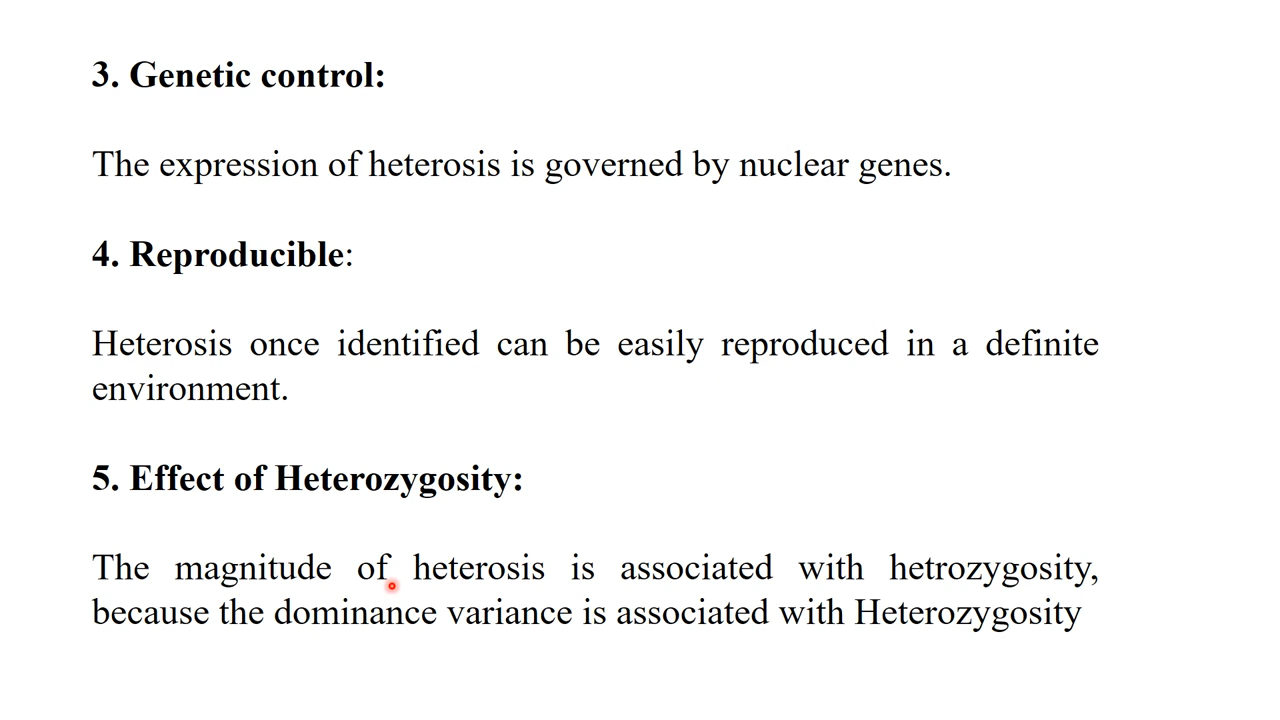 3. Genetic control:
The expression of heterosis is governed by nuclear genes.
4. Reproducible:
Heterosis once identified can be easily reproduced in a definite
environment.
5. Effect of Heterozygosity:
The magnitude of heterosis is associated with hetrozygosity,
because the dominance variance is associated with Heterozygosity